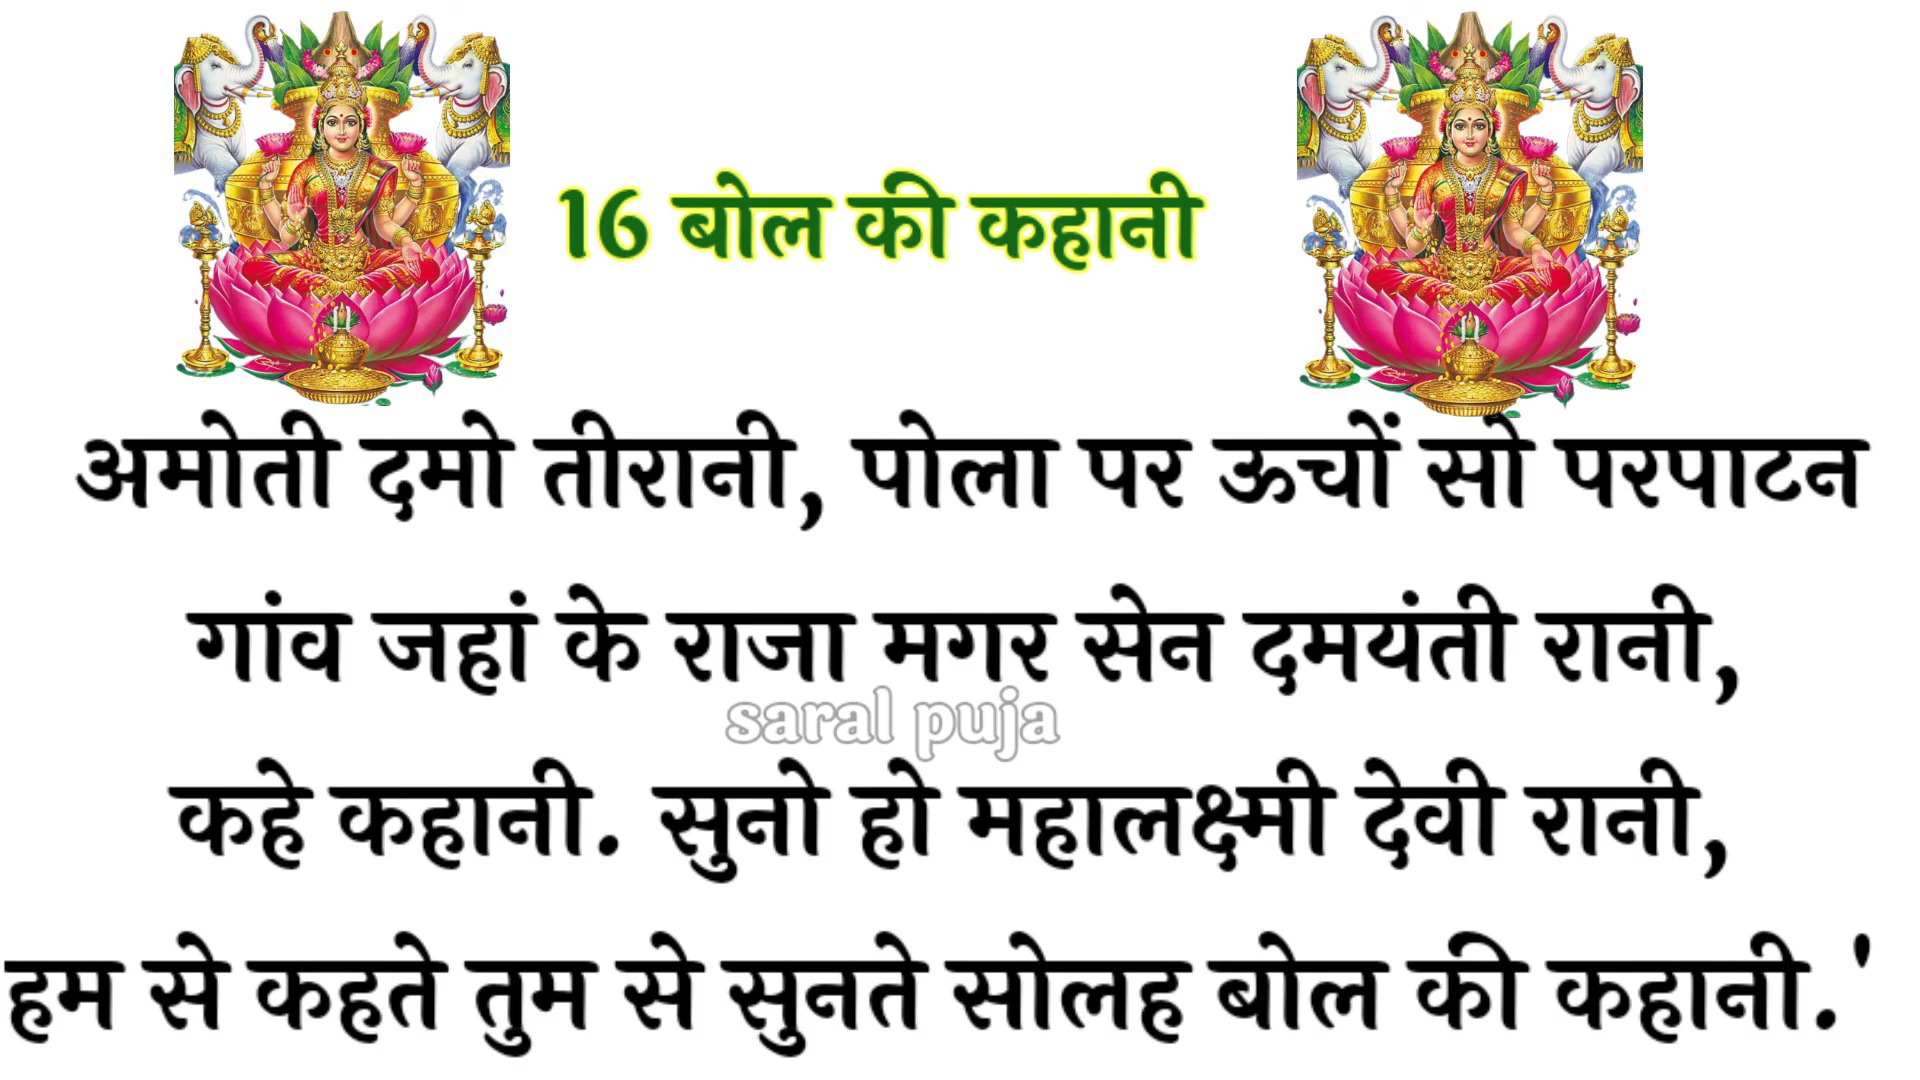 16 बोल की कहानी
अमोती दमो तीरानी, पोला पर ऊचों सो परपाटन
गांव जहां के राजा मगर सेन दमयंती रानी,
saral puja
कहे कहानी. सुनो हो महालक्ष्मी देवी रानी,
हम से कहते तुम से सुनते सोलह बोल की कहानी.'